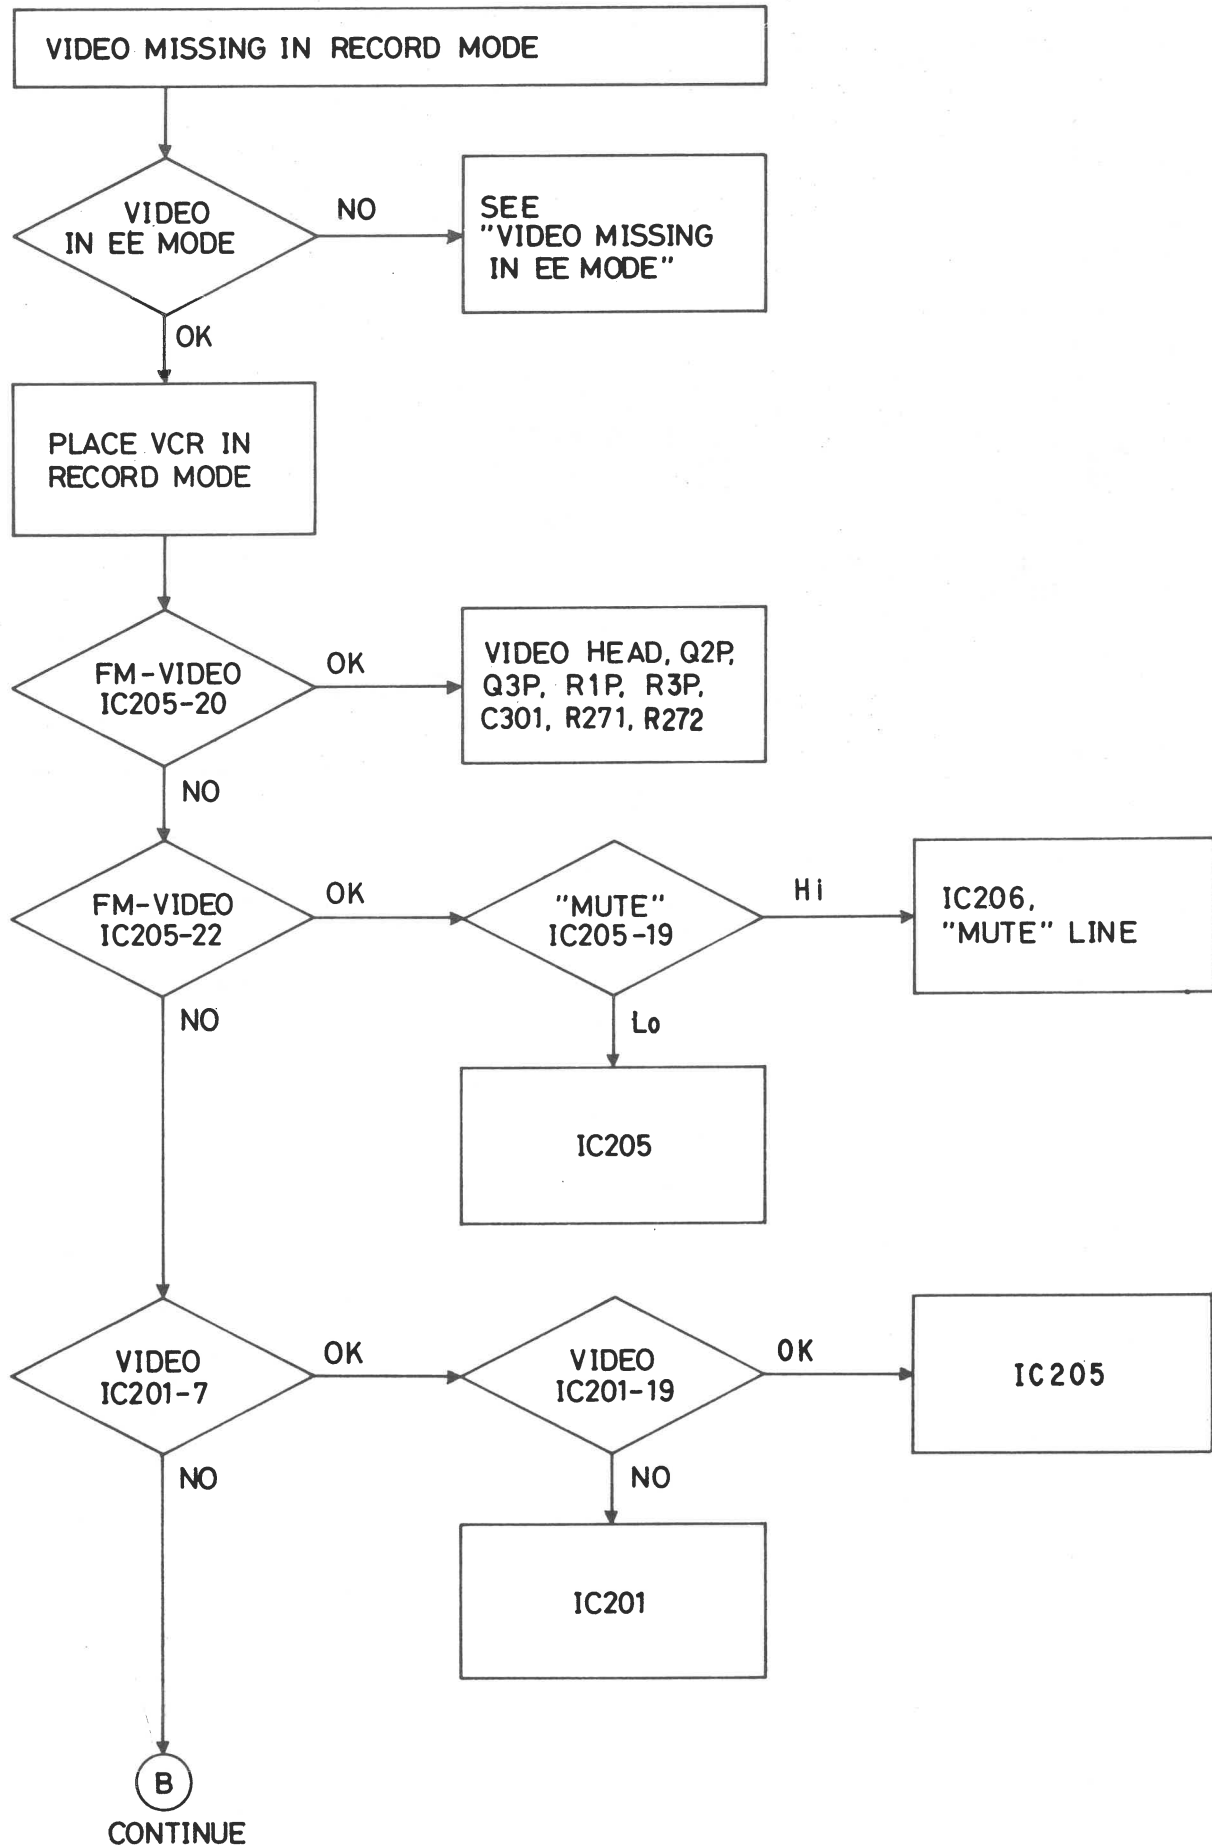 VIDEO MISSING IN RECORD MODE
VIDEO
IN EE MODE
NO
SEE
"VIDEO MISSING
IN EE MODE"
OK
PLACE VCR IN
RECORD MODE
FM-VIDEO
IC205-20
OK
VIDEO HEAD, Q2P,
Q3P, R1P, R3P,
C301, R271, R272
NO
FM-VIDEO
IC205-22
OK
"MUTE"
IC205-19
Hi
IC206,
"MUTE" LINE
NO
Lo
IC205
VIDEO
IC201-7
OK
VIDEO
IC201-19
OK
IC205
NO
NO
IC201
B
CONTINUE